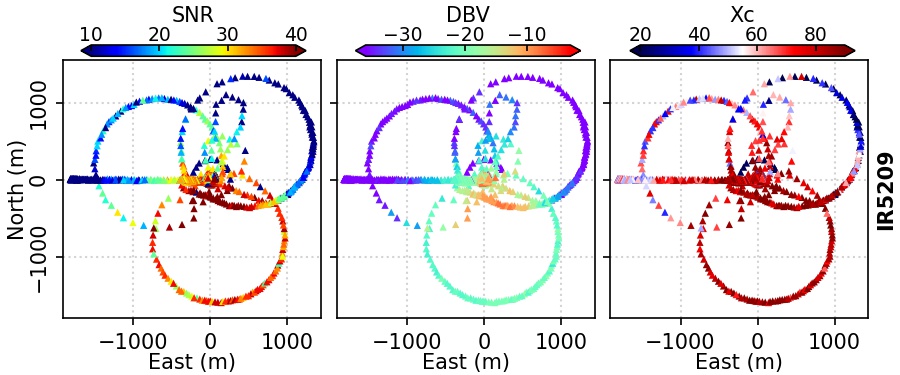 SNR DBV Xc
10 20 30 40 −30 −20 −10 20 40 60 80
1000
0
−1000
North (m)
IR5209
−1000 0 1000 −1000 0 1000 −1000 0 1000
East (m) East (m) East (m)